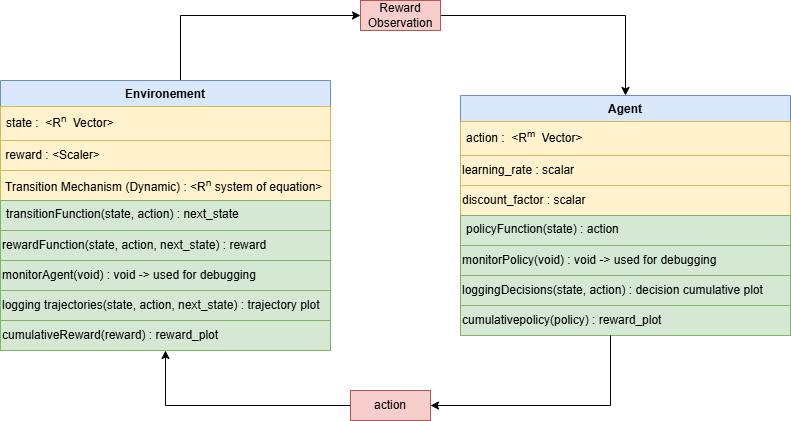 Reward
Observation
Environement
state : <Rⁿ Vector>
reward : <Scaler>
Transition Mechanism (Dynamic) : <Rⁿ system of equation>
transitionFunction(state, action) : next_state
rewardFunction(state, action, next_state) : reward
monitorAgent(void) : void -> used for debugging
logging trajectories(state, action, next_state) : trajectory plot
cumulativeReward(reward) : reward_plot
Agent
action : <Rᵐ Vector>
learning_rate : scalar
discount_factor : scalar
policyFunction(state) : action
monitorPolicy(void) : void -> used for debugging
loggingDecisions(state, action) : decision cumulative plot
cumulativepolicy(policy) : reward_plot
action